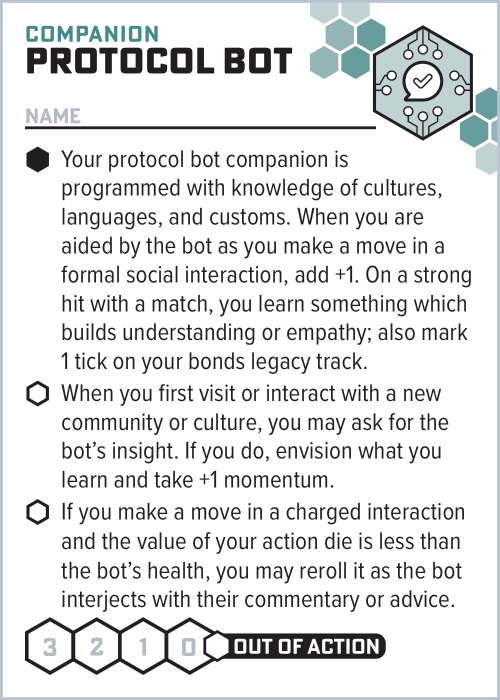 COMPANION
PROTOCOL BOT
NAME
Your protocol bot companion is
programmed with knowledge of cultures,
languages, and customs. When you are
aided by the bot as you make a move in a
formal social interaction, add +1. On a strong
hit with a match, you learn something which
builds understanding or empathy; also mark
1 tick on your bonds legacy track.
When you first visit or interact with a new
community or culture, you may ask for the
bot’s insight. If you do, envision what you
learn and take +1 momentum.
If you make a move in a charged interaction
and the value of your action die is less than
the bot’s health, you may reroll it as the bot
interjects with their commentary or advice.
3 2 1 0 OUT OF ACTION